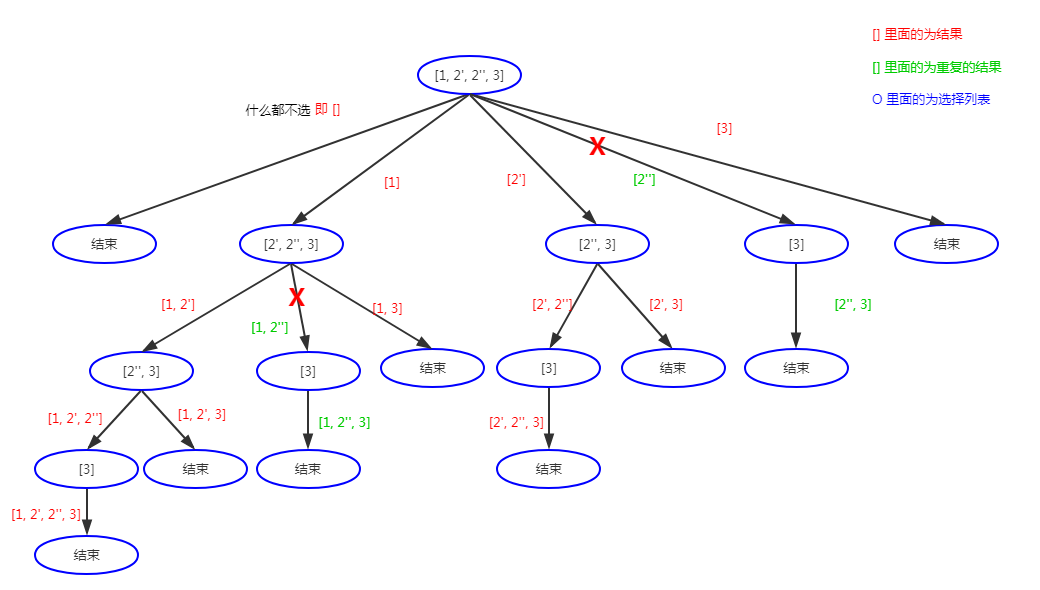 [] 里面的为结果
[] 里面的为重复的结果
O 里面的为选择列表
[1, 2', 2'', 3]
什么都不选 即 []
[1]
[2']
X
[2'']
[3]
结束
[2', 2'', 3]
[2'', 3]
[3]
结束
[1, 2']
X
[1, 2'']
[1, 3]
[2', 2'']
[2', 3]
[2'', 3]
[2'', 3]
[3]
结束
[3]
结束
结束
[1, 2', 2'']
[1, 2', 3]
[1, 2'', 3]
[2', 2'', 3]
[3]
结束
结束
结束
[1, 2', 2'', 3]
结束